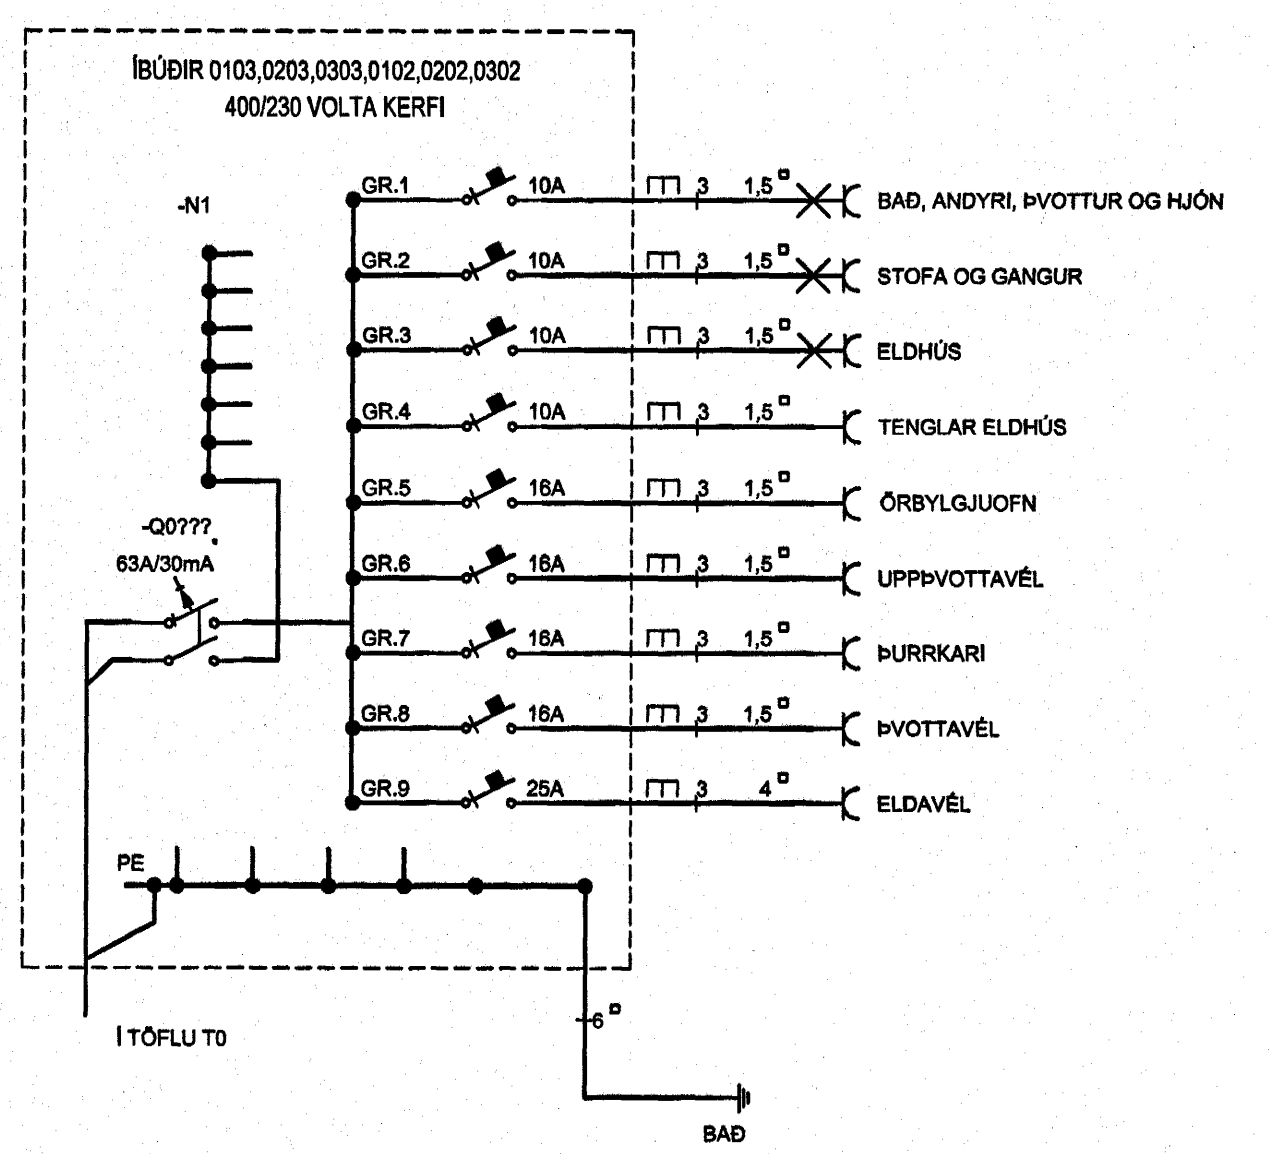 ÍBÚÐIR 0103,0203,0303,0102,0202,0302
400/230 VOLTA KERFI
-N1
GR.1 10A 3 1,5 BAÐ, ANDYRI, ÞVOTTUR OG HJÓN
GR.2 10A 3 1,5 STOFA OG GANGUR
GR.3 10A 3 1,5 ELDHÚS
GR.4 10A 3 1,5 TENGLAR ELDHÚS
GR.5 16A 3 1,5 ÖRBYLGJUOFN
-Q0???
63A/30mA
GR.6 16A 3 1,5 UPPÞVOTTAVÉL
GR.7 16A 3 1,5 ÞURRKARI
GR.8 16A 3 1,5 ÞVOTTAVÉL
GR.9 25A 3 4 ELDAVÉL
PE
6
Í TÖFLU T0
BAÐ